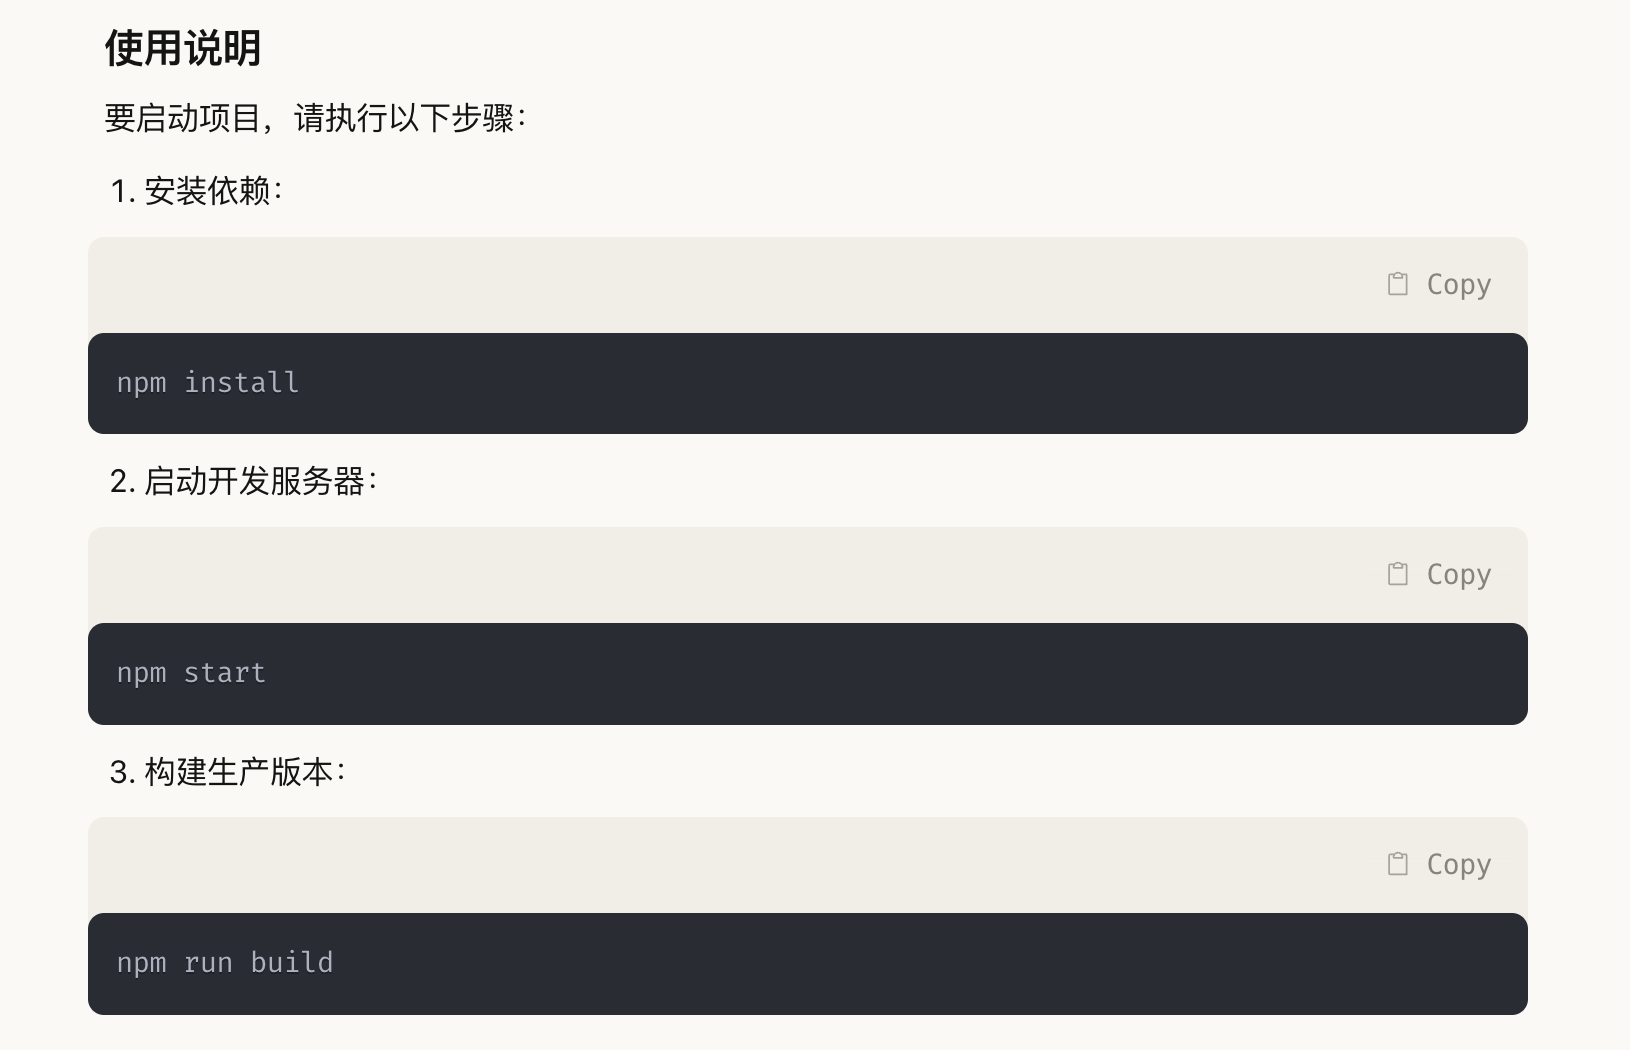 使用说明
要启动项目，请执行以下步骤：
1. 安装依赖：
Copy
npm install
2. 启动开发服务器：
Copy
npm start
3. 构建生产版本：
Copy
npm run build